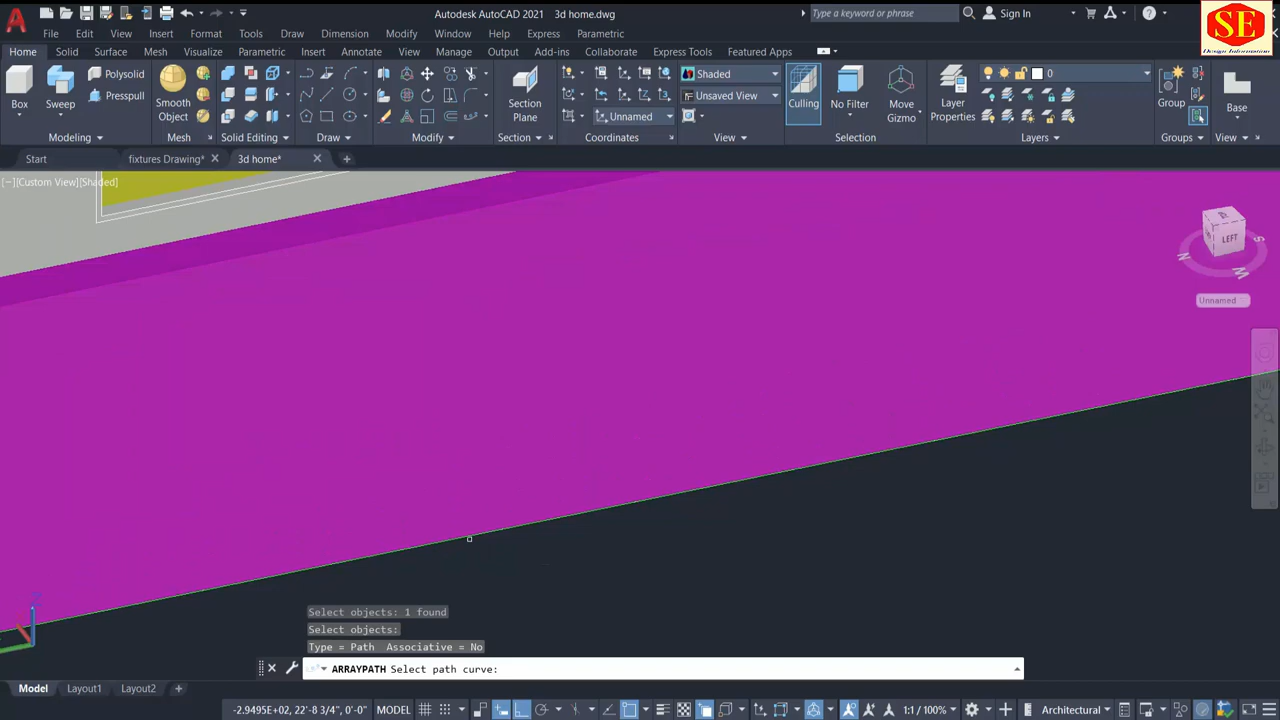 Autodesk AutoCAD 2021 3d home.dwg
Type a keyword or phrase
Sign In
SE
Design Information
File Edit View Insert Format Tools Draw Dimension Modify Window Help Express Parametric
Home Solid Surface Mesh Visualize Parametric Insert Annotate View Manage Output Add-ins Collaborate Express Tools Featured Apps
Box
Sweep
Polysolid
Presspull
Smooth Object
Section Plane
Unnamed
Shaded
Unsaved View
Culling
No Filter
Move Gizmo
Layer Properties
0
Group
Base
Modeling Mesh Solid Editing Draw Modify Section Coordinates View Selection Layers Groups View
Start fixtures Drawing* 3d home*
[−][Custom View][Shaded]
LEFT
N
S
Unnamed
Z
Select objects: 1 found
Select objects:
Type = Path Associative = No
ARRAYPATH Select path curve:
Model Layout1 Layout2
-2.9495E+02, 22'-8 3/4", 0'-0" MODEL 1:1 / 100% Architectural